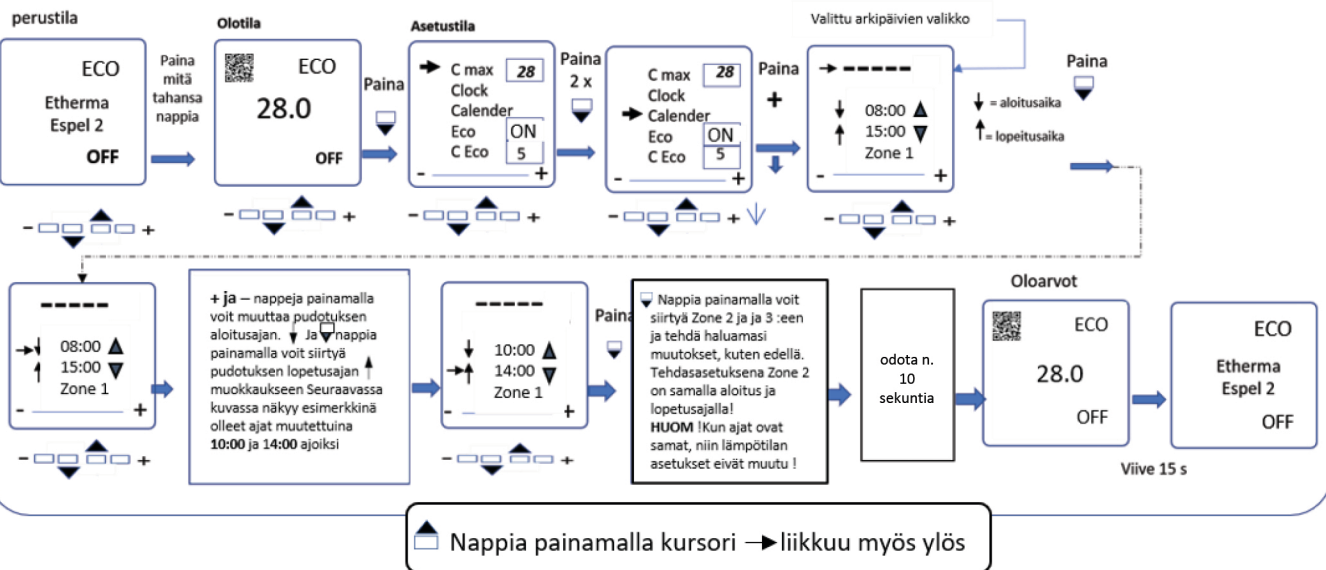 perustila
ECO
Etherma
Espel 2
OFF
- +
Paina
mitä
tahansa
nappia
Olotila
ECO
28.0
OFF
- +
Paina
Asetustila
C max 28
Clock
Calender
Eco ON
C Eco 5
- +
- +
Paina
2 x
C max 28
Clock
Calender
Eco ON
C Eco 5
- +
- +
Paina
+
Valittu arkipäivien valikko
-----
08:00
15:00
Zone 1
- +
- +
= aloitusaika
= lopeitusaika
Paina
-----
08:00
15:00
Zone 1
- +
- +
+ ja – nappeja painamalla
voit muuttaa pudotuksen
aloitusajan. Ja nappia
painamalla voit siirtyä
pudotuksen lopetusajan
muokkaukseen Seuraavassa
kuvassa näkyy esimerkkinä
olleet ajat muutettuina
10:00 ja 14:00 ajoiksi
-----
10:00
14:00
Zone 1
- +
- +
Paina
Nappia painamalla voit
siirtyä Zone 2 ja ja 3 :een
ja tehdä haluamasi
muutokset, kuten edellä.
Tehdasasetuksena Zone 2
on samalla aloitus ja
lopetusajalla!
HUOM !Kun ajat ovat
samat, niin lämpötilan
asetukset eivät muutu !
odota n.
10
sekuntia
Oloarvot
ECO
28.0
OFF
Viive 15 s
ECO
Etherma
Espel 2
OFF
Nappia painamalla kursori liikkuu myös ylös